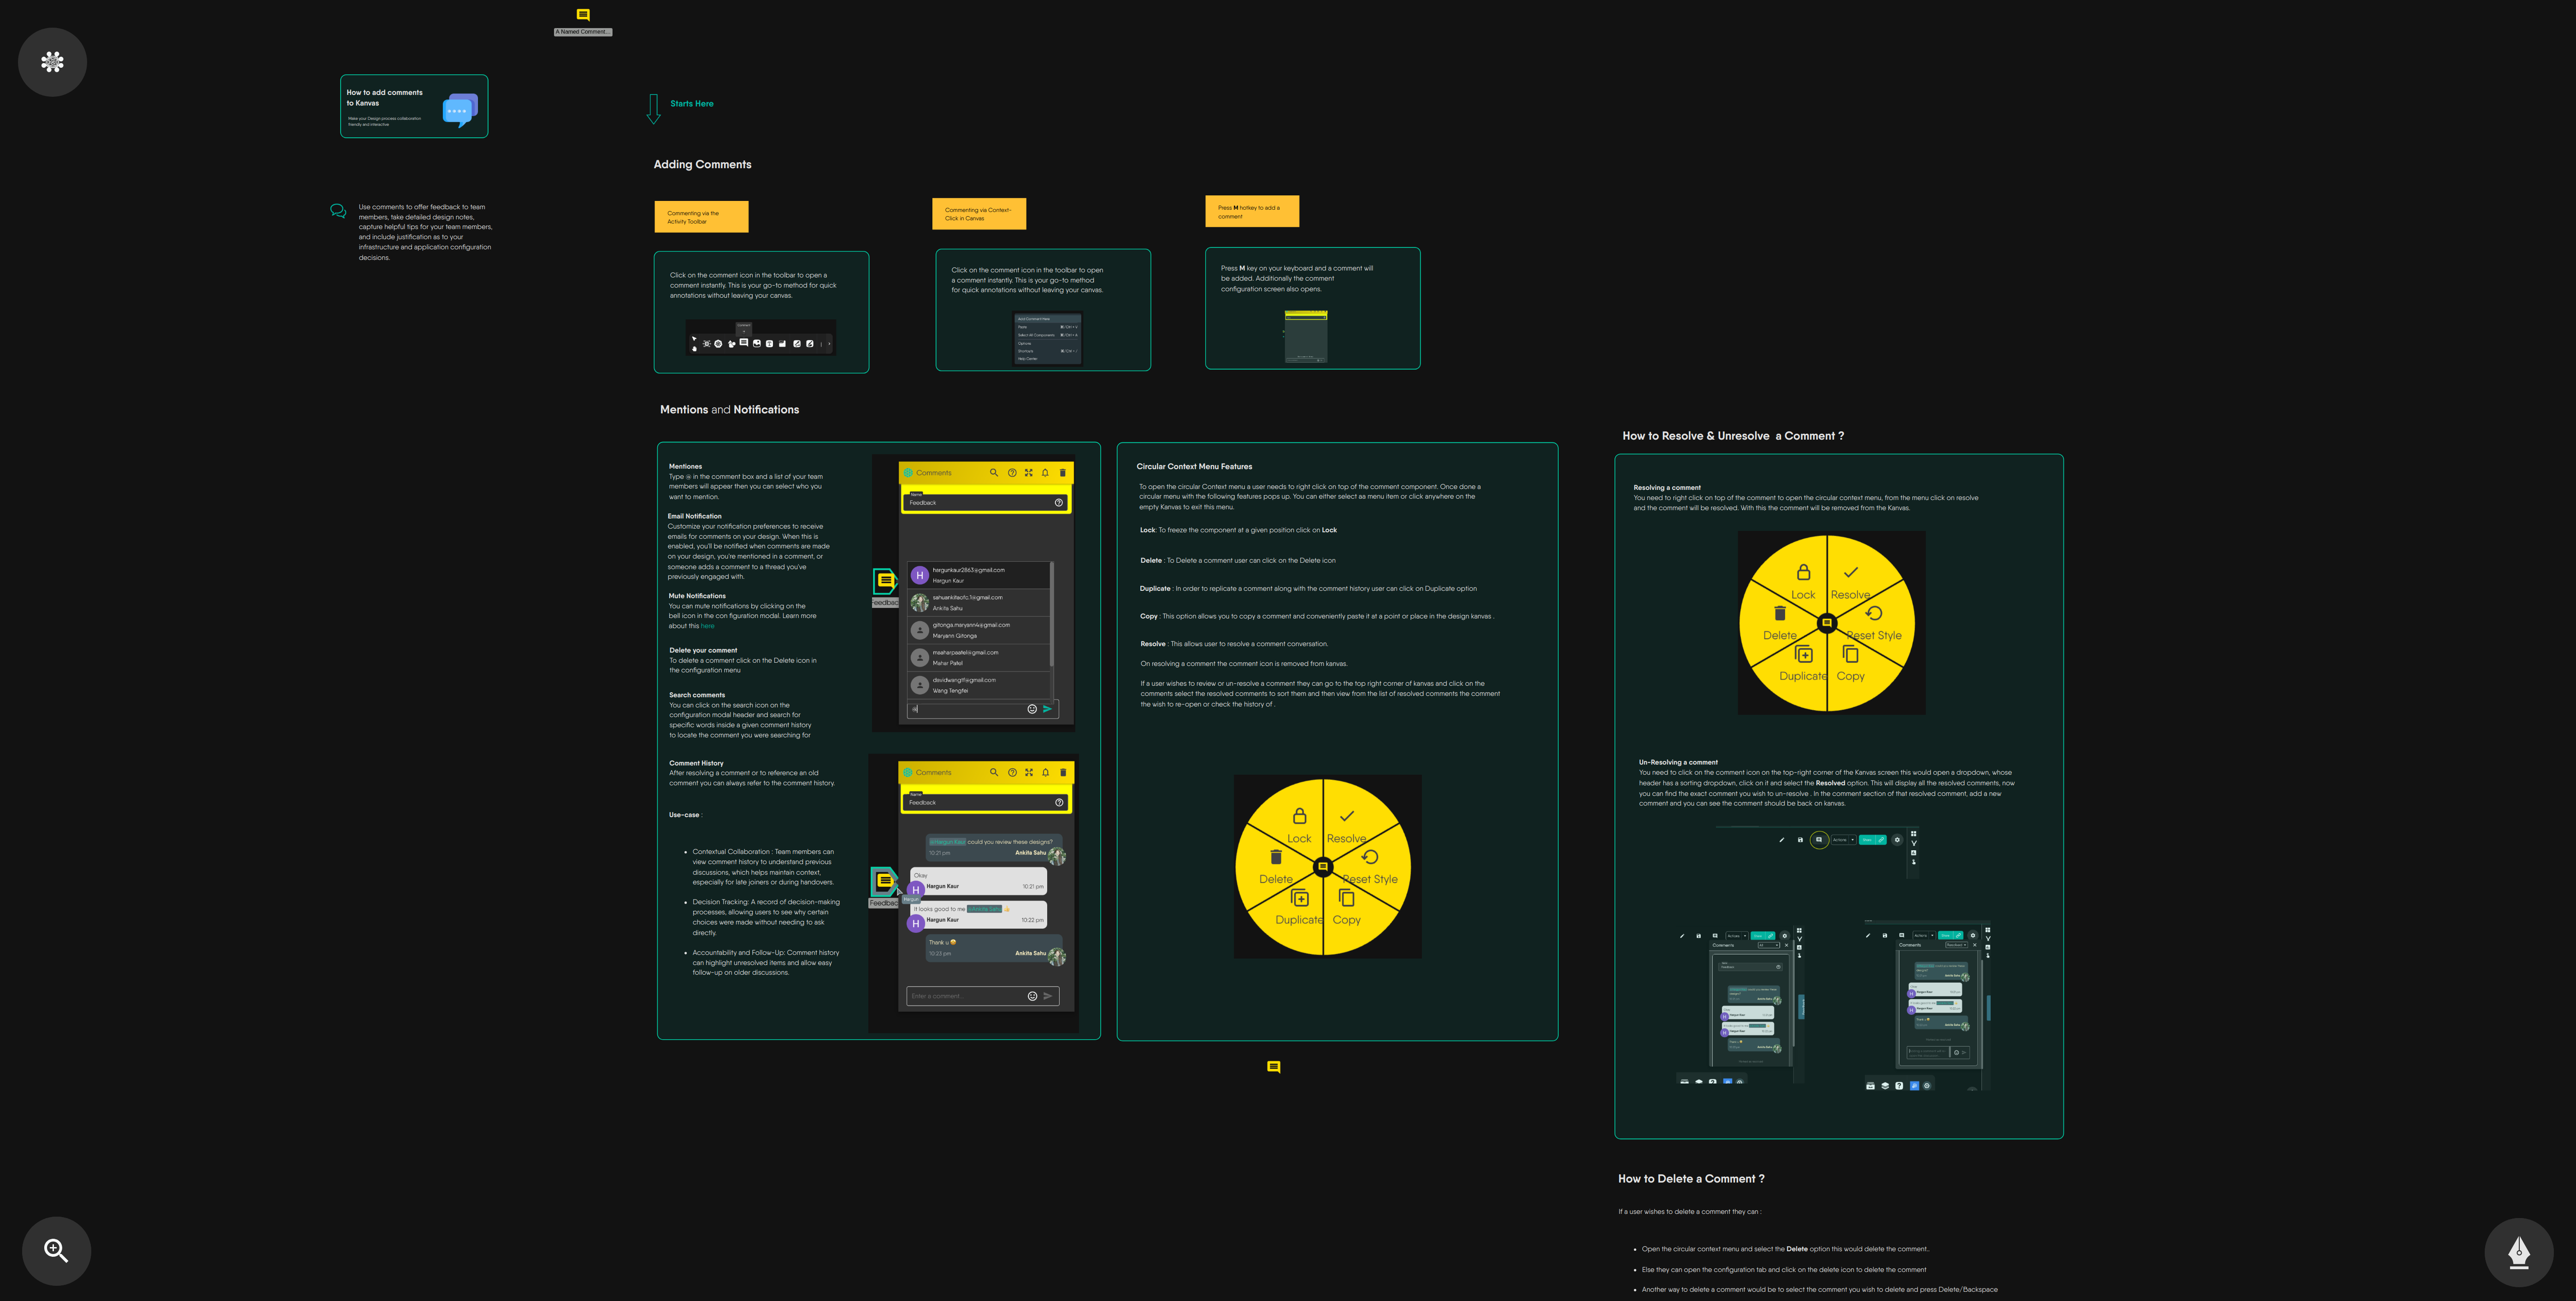 A Named Comment...
How to add comments
to Kanvas
Make your Design process collaboration
friendly and interactive
Starts Here
Use comments to offer feedback to team
members, take detailed design notes,
capture helpful tips for your team members,
and include justification as to your
infrastructure and application configuration
decisions.
Adding Comments
Commenting via the
Activity Toolbar
Click on the comment icon in the toolbar to open a
comment instantly. This is your go-to method for quick
annotations without leaving your canvas.
Comment
Commenting via Context-
Click in Canvas
Click on the comment icon in the toolbar to open
a comment instantly. This is your go-to method
for quick annotations without leaving your canvas.
Add Comment Here
Paste
Select All Components
Options
Shortcuts
Help Center
Press M hotkey to add a
comment
Press M key on your keyboard and a comment will
be added. Additionally the comment
configuration screen also opens.
Mentions and Notifications
Mentiones
Type @ in the comment box and a list of your team
members will appear then you can select who you
want to mention.
Email Notification
Customize your notification preferences to receive
emails for comments on your design. When this is
enabled, you'll be notified when comments are made
on your design, you're mentioned in a comment, or
someone adds a comment to a thread you've
previously engaged with.
Mute Notifications
You can mute notifications by clicking on the
bell icon in the con figuration modal. Learn more
about this here
Delete your comment
To delete a comment click on the Delete icon in
the configuration menu
Search comments
You can click on the search icon on the
configuration modal header and search for
specific words inside a given comment history
to locate the comment you were searching for
Comment History
After resolving a comment or to reference an old
comment you can always refer to the comment history.
Use-case :
• Contextual Collaboration : Team members can
view comment history to understand previous
discussions, which helps maintain context,
especially for late joiners or during handovers.
• Decision Tracking: A record of decision-making
processes, allowing users to see why certain
choices were made without needing to ask
directly.
• Accountability and Follow-Up: Comment history
can highlight unresolved items and allow easy
follow-up on older discussions.
Comments
Name
Feedback
hargunkaur2863@gmail.com
Hargun Kaur
Ankita Sahu
gitonga.maryann4@gmail.com
Maryann Gitonga
Mahir Patel
Wang Tengfei
@
Feedbac
Comments
Name
Feedback
@Hargun Kaur could you review these designs?
10:21 pm Ankita Sahu
Okay
H Hargun Kaur 10:21 pm
Hargun
It looks good to me @Ankita Sahu 👍
H Hargun Kaur 10:22 pm
Thank u
10:23 pm Ankita Sahu
Feedbac
Enter a comment...
Circular Context Menu Features
To open the circular Context menu a user needs to right click on top of the comment component. Once done a
circular menu with the following features pops up. You can either select aa menu item or click anywhere on the
empty Kanvas to exit this menu.
Lock: To freeze the component at a given position click on Lock
Delete : To Delete a comment user can click on the Delete icon
Duplicate : In order to replicate a comment along with the comment history user can click on Duplicate option
Copy : This option allows you to copy a comment and conveniently paste it at a point or place in the design kanvas .
Resolve : This allows user to resolve a comment conversation.
On resolving a comment the comment icon is removed from kanvas.
If a user wishes to review or un-resolve a comment they can go to the top right corner of kanvas and click on the
comments select the resolved comments to sort them and then view from the list of resolved comments the comment
the wish to re-open or check the history of .
Lock
Resolve
Delete
Reset Style
Duplicate
Copy
How to Resolve & Unresolve a Comment ?
Resolving a comment
You need to right click on top of the comment to open the circular context menu, from the menu click on resolve
and the comment will be resolved. With this the comment will be removed from the Kanvas.
Lock
Resolve
Delete
Reset Style
Duplicate
Copy
Un-Resolving a comment
You need to click on the comment icon on the top-right corner of the Kanvas screen this would open a dropdown, whose
header has a sorting dropdown, click on it and select the Resolved option. This will display all the resolved comments, now
you can find the exact comment you wish to un-resolve . In the comment section of that resolved comment, add a new
comment and you can see the comment should be back on kanvas.
Actions
Comments
Feedback
Comments
Resolved
How to Delete a Comment ?
If a user wishes to delete a comment they can :
• Open the circular context menu and select the Delete option this would delete the comment..
• Else they can open the configuration tab and click on the delete icon to delete the comment
• Another way to delete a comment would be to select the comment you wish to delete and press Delete/Backspace